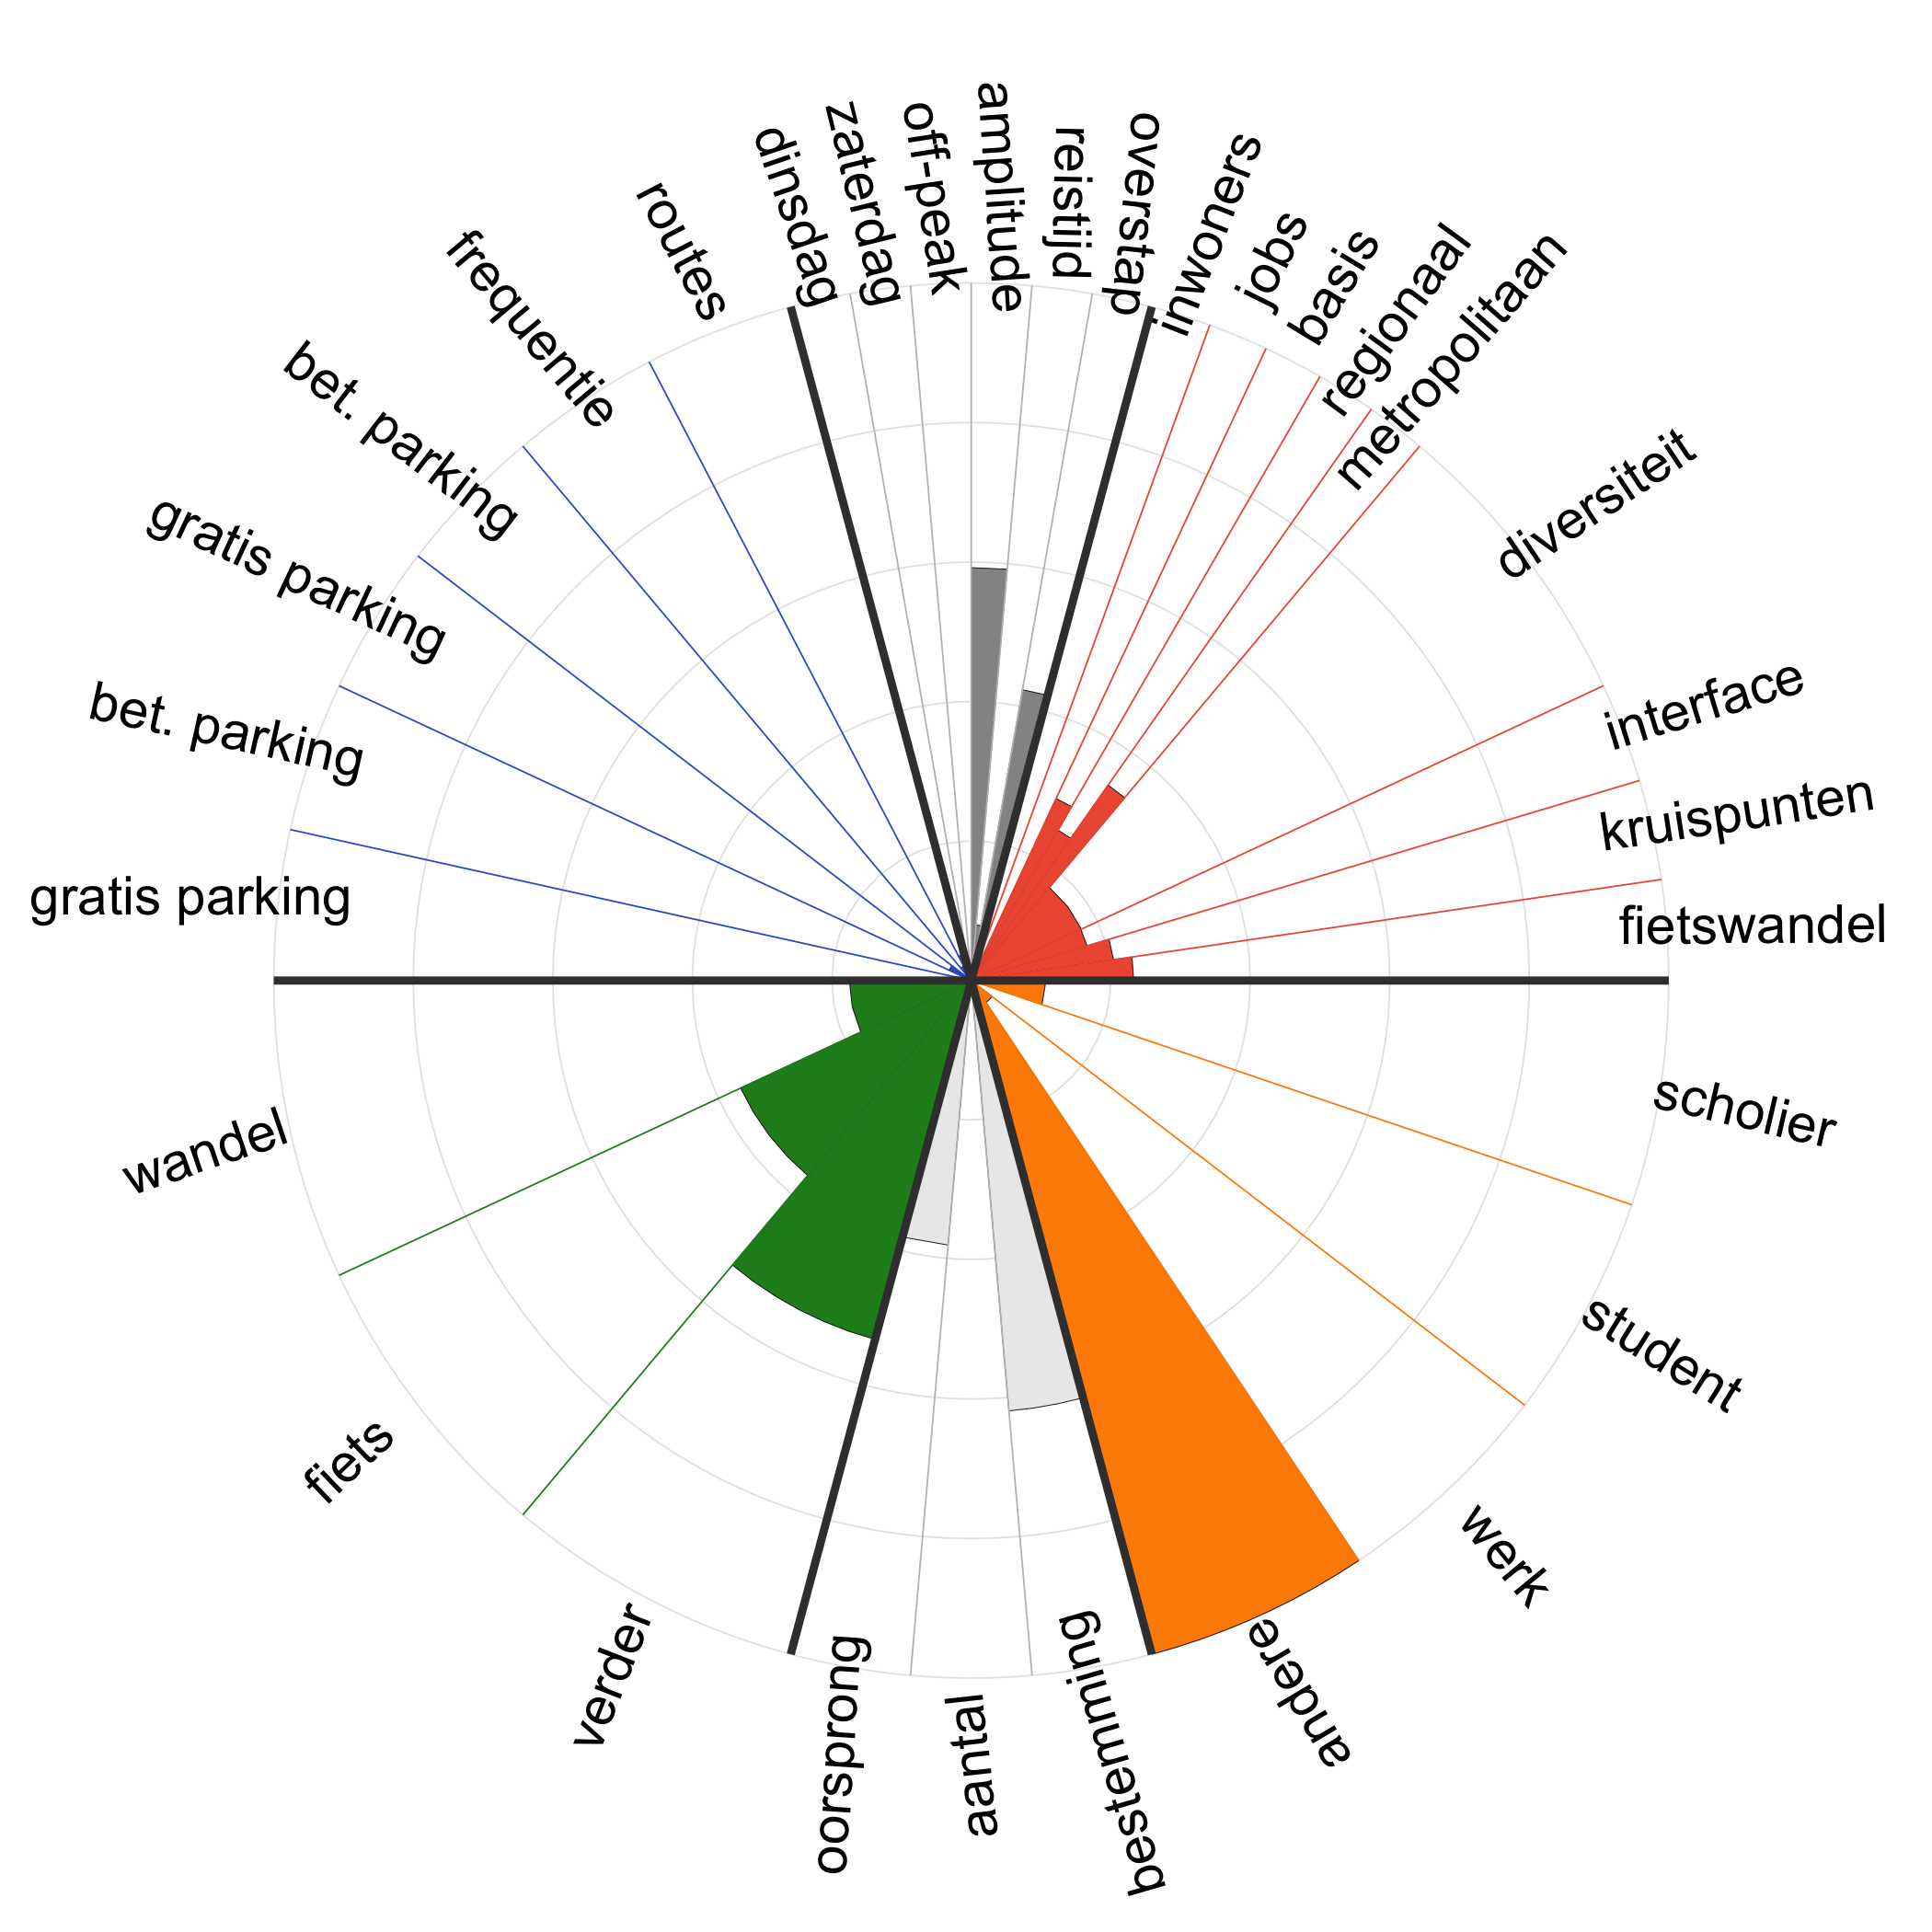 dinsdag
zaterdag
off-peak
amplitude
reistijd
overstap
inwoners
jobs
basis
regionaal
metropolitaan
diversiteit
interface
kruispunten
fietswandel
scholier
student
werk
andere
bestemming
aantal
oorsprong
verder
fiets
wandel
gratis parking
bet. parking
gratis parking
bet. parking
frequentie
routes